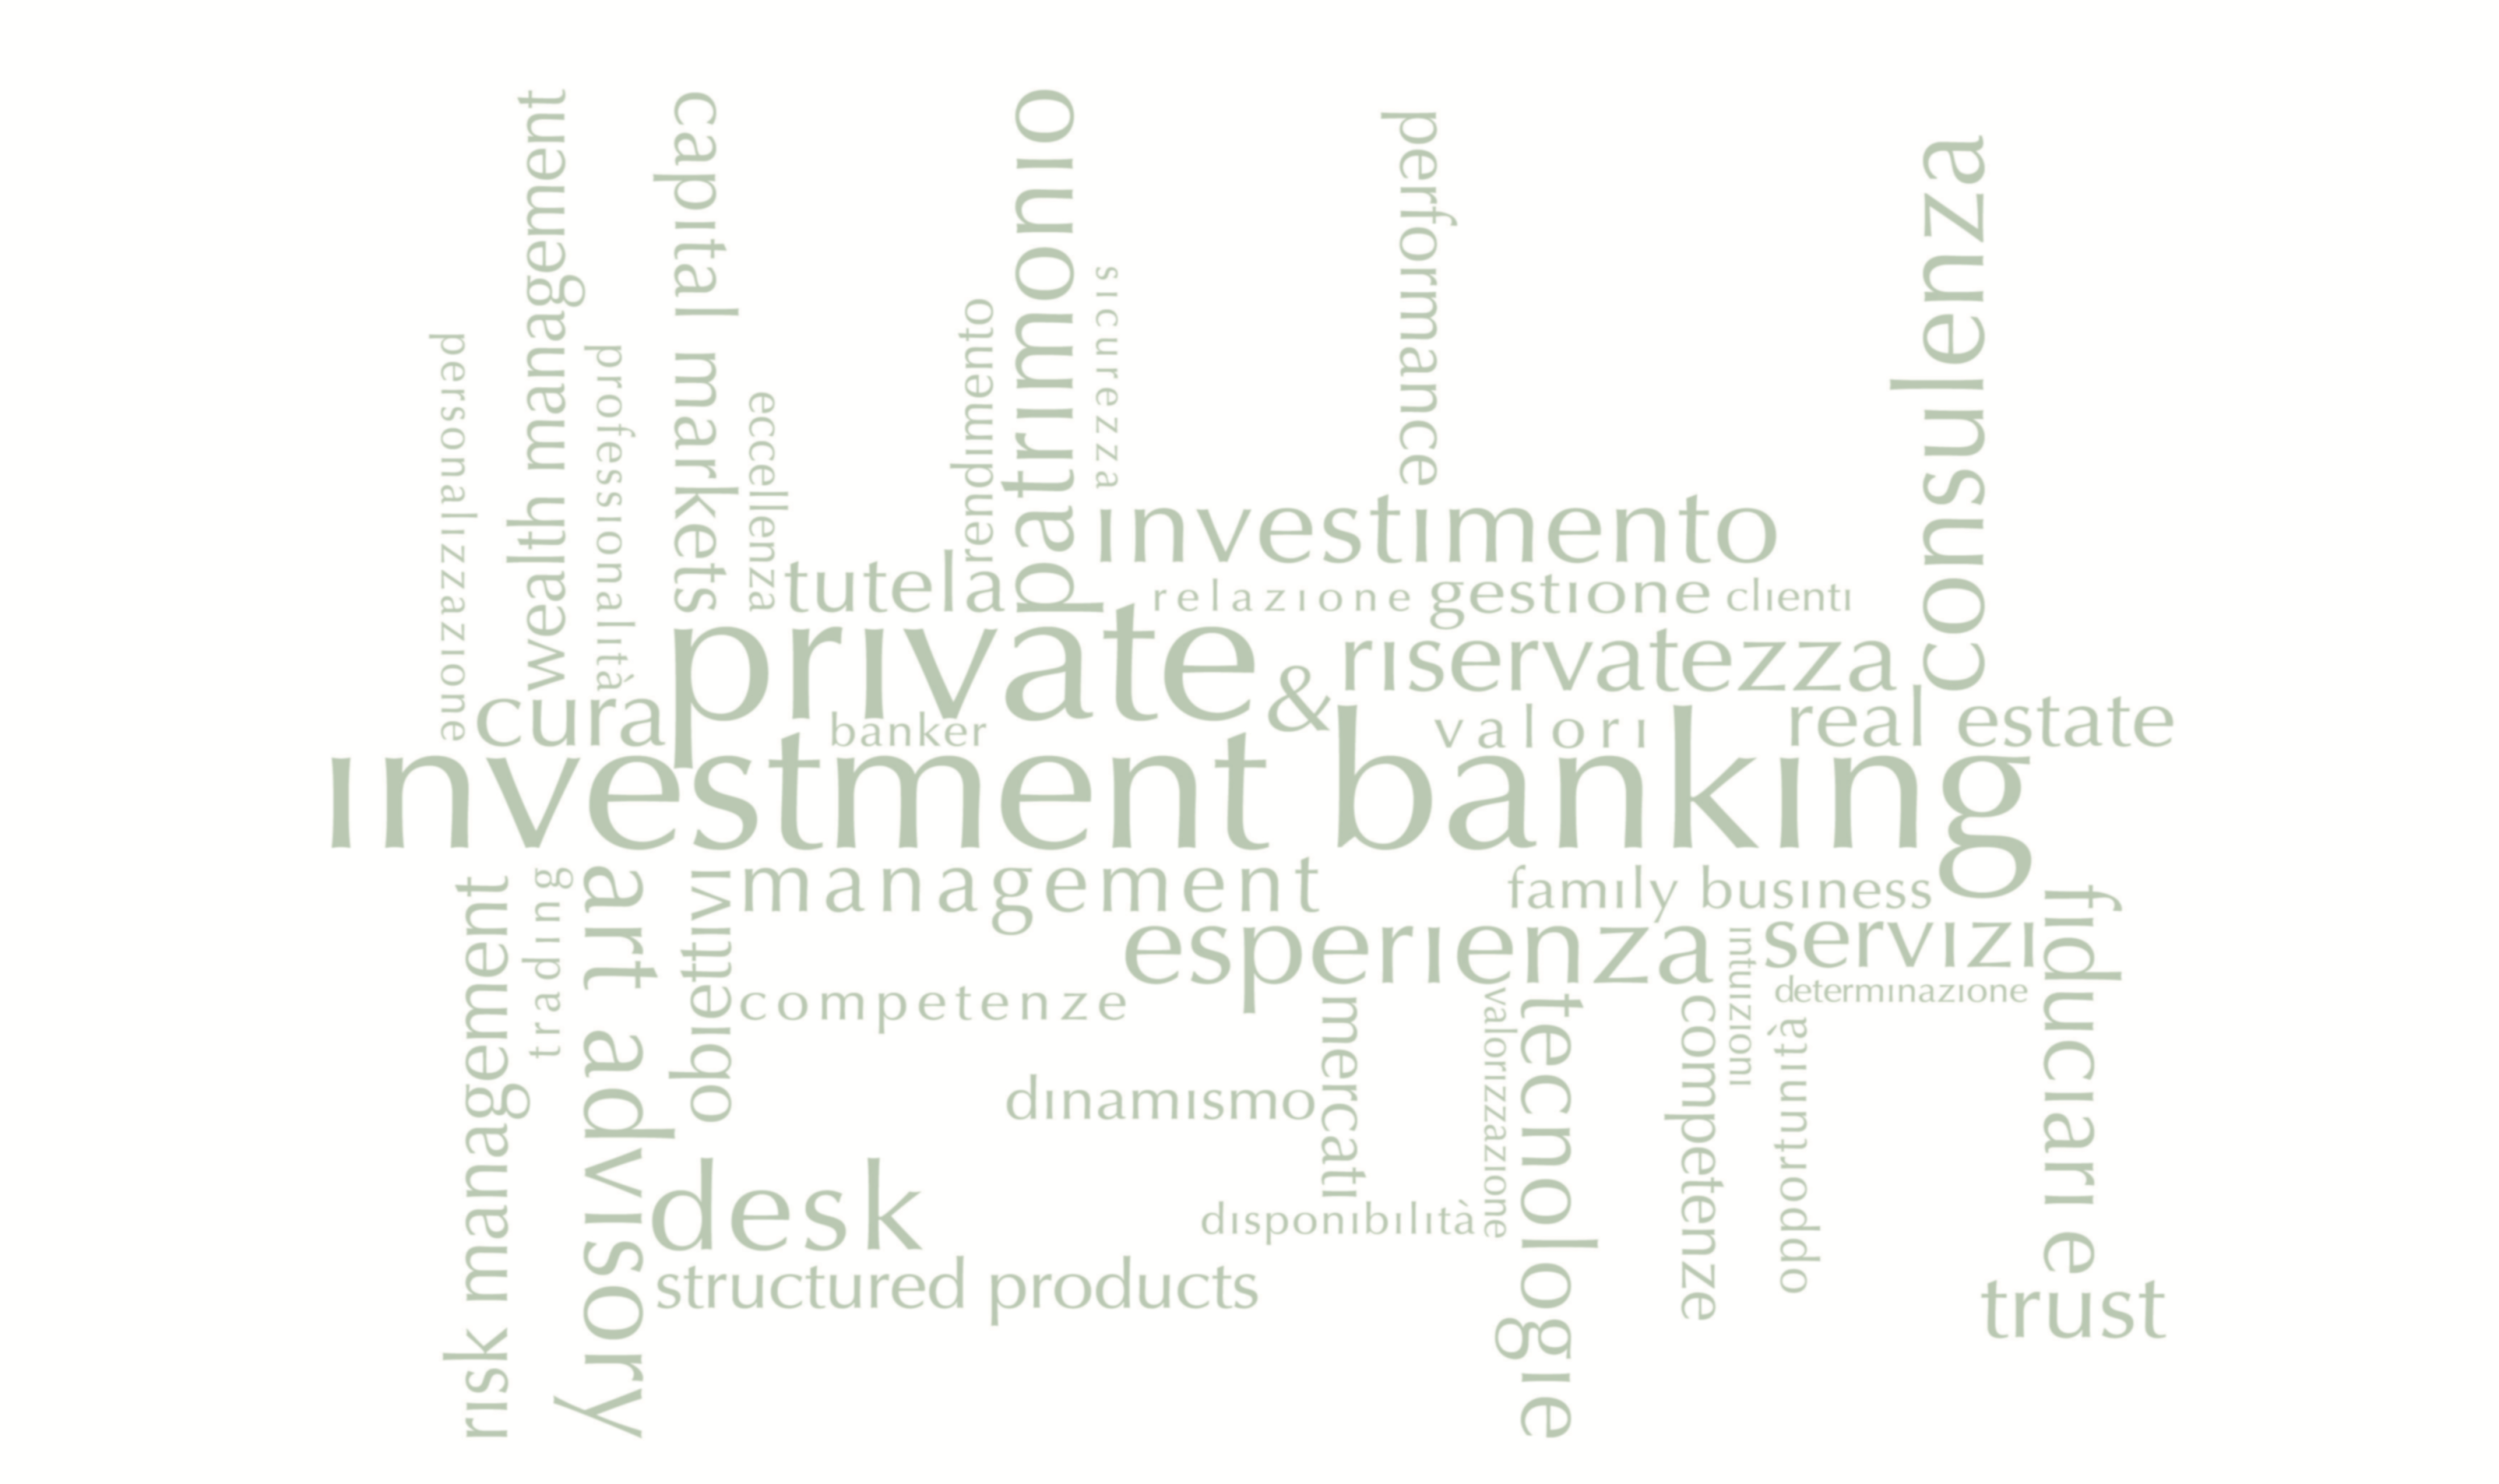 wealth management
capital markets
patrimonio
performance
consulenza
sicurezza
rendimento
personalizzazione
professionalità
eccellenza
investimento
tutela
relazione gestione clienti
private
&
riservatezza
cura
banker
valori
real estate
investment banking
management
family business
trading
art advisory
obiettivi
risk management
esperienza
servizi
fiduciari e
intuizioni
determinazione
competenze
mercati
valorizzazione
tecnologie
competenze
opportunità
dinamismo
desk
disponibilità
structured products
trust